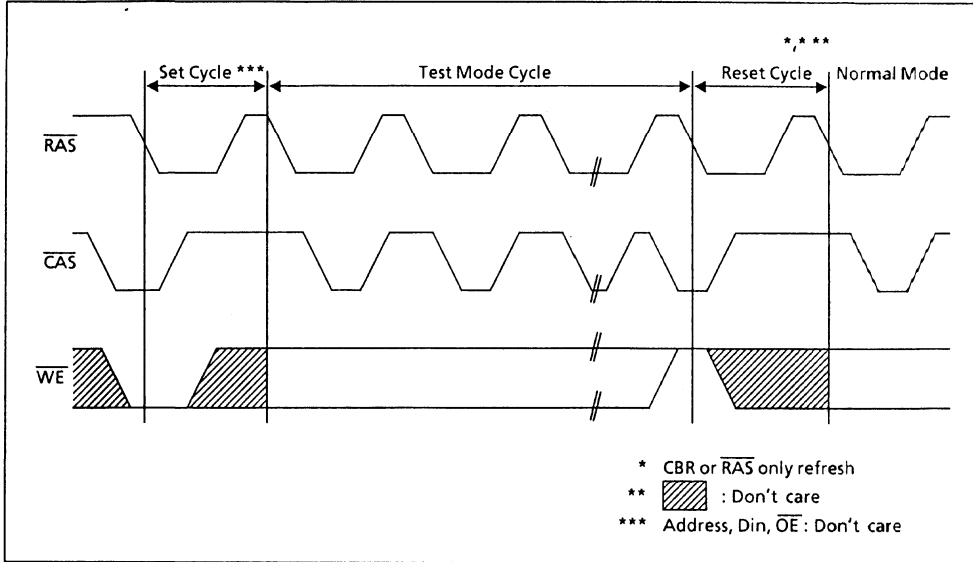 *,* **
Set Cycle ***
Test Mode Cycle
Reset Cycle
Normal Mode
RAS
CAS
WE
* CBR or RAS only refresh
** : Don't care
*** Address, Din, OE : Don't care